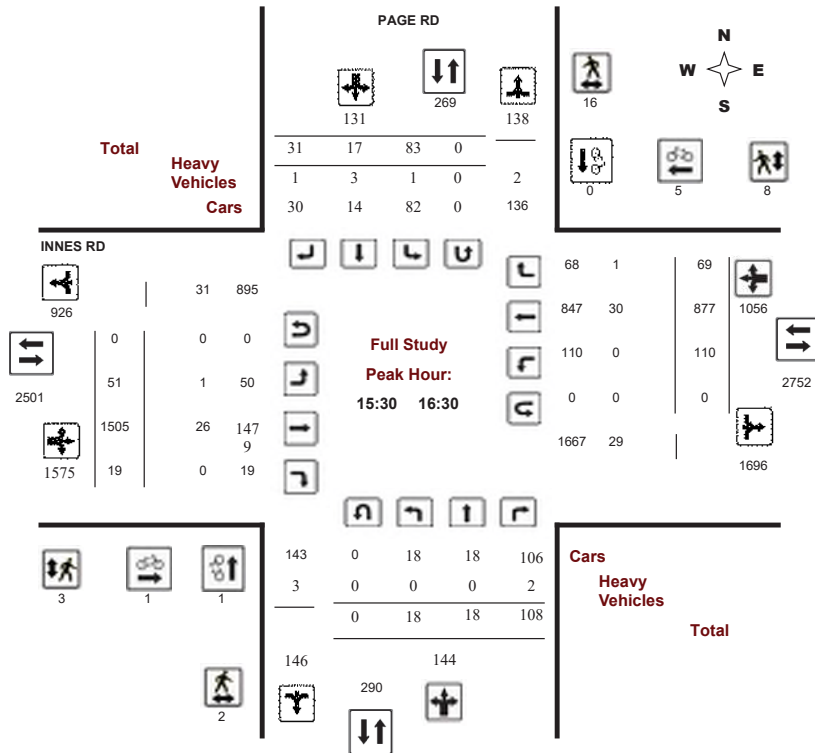 PAGE RD
N
W E
S
269
16
131 138
Total 31 17 83 0
Heavy
Vehicles 1 3 1 0 2
Cars 30 14 82 0 136
0 5 8
INNES RD
926
31 895
0 0 0
2501
51 1 50
1505 26 147
9
1575
19 0 19
Full Study
Peak Hour:
15:30 16:30
68 1 69
1056
847 30 877
110 0 110
2752
0 0 0
1667 29
1696
143 0 18 18 106 Cars
3 0 0 0 2 Heavy
Vehicles
0 18 18 108
Total
3 1 1
146 144
290
2